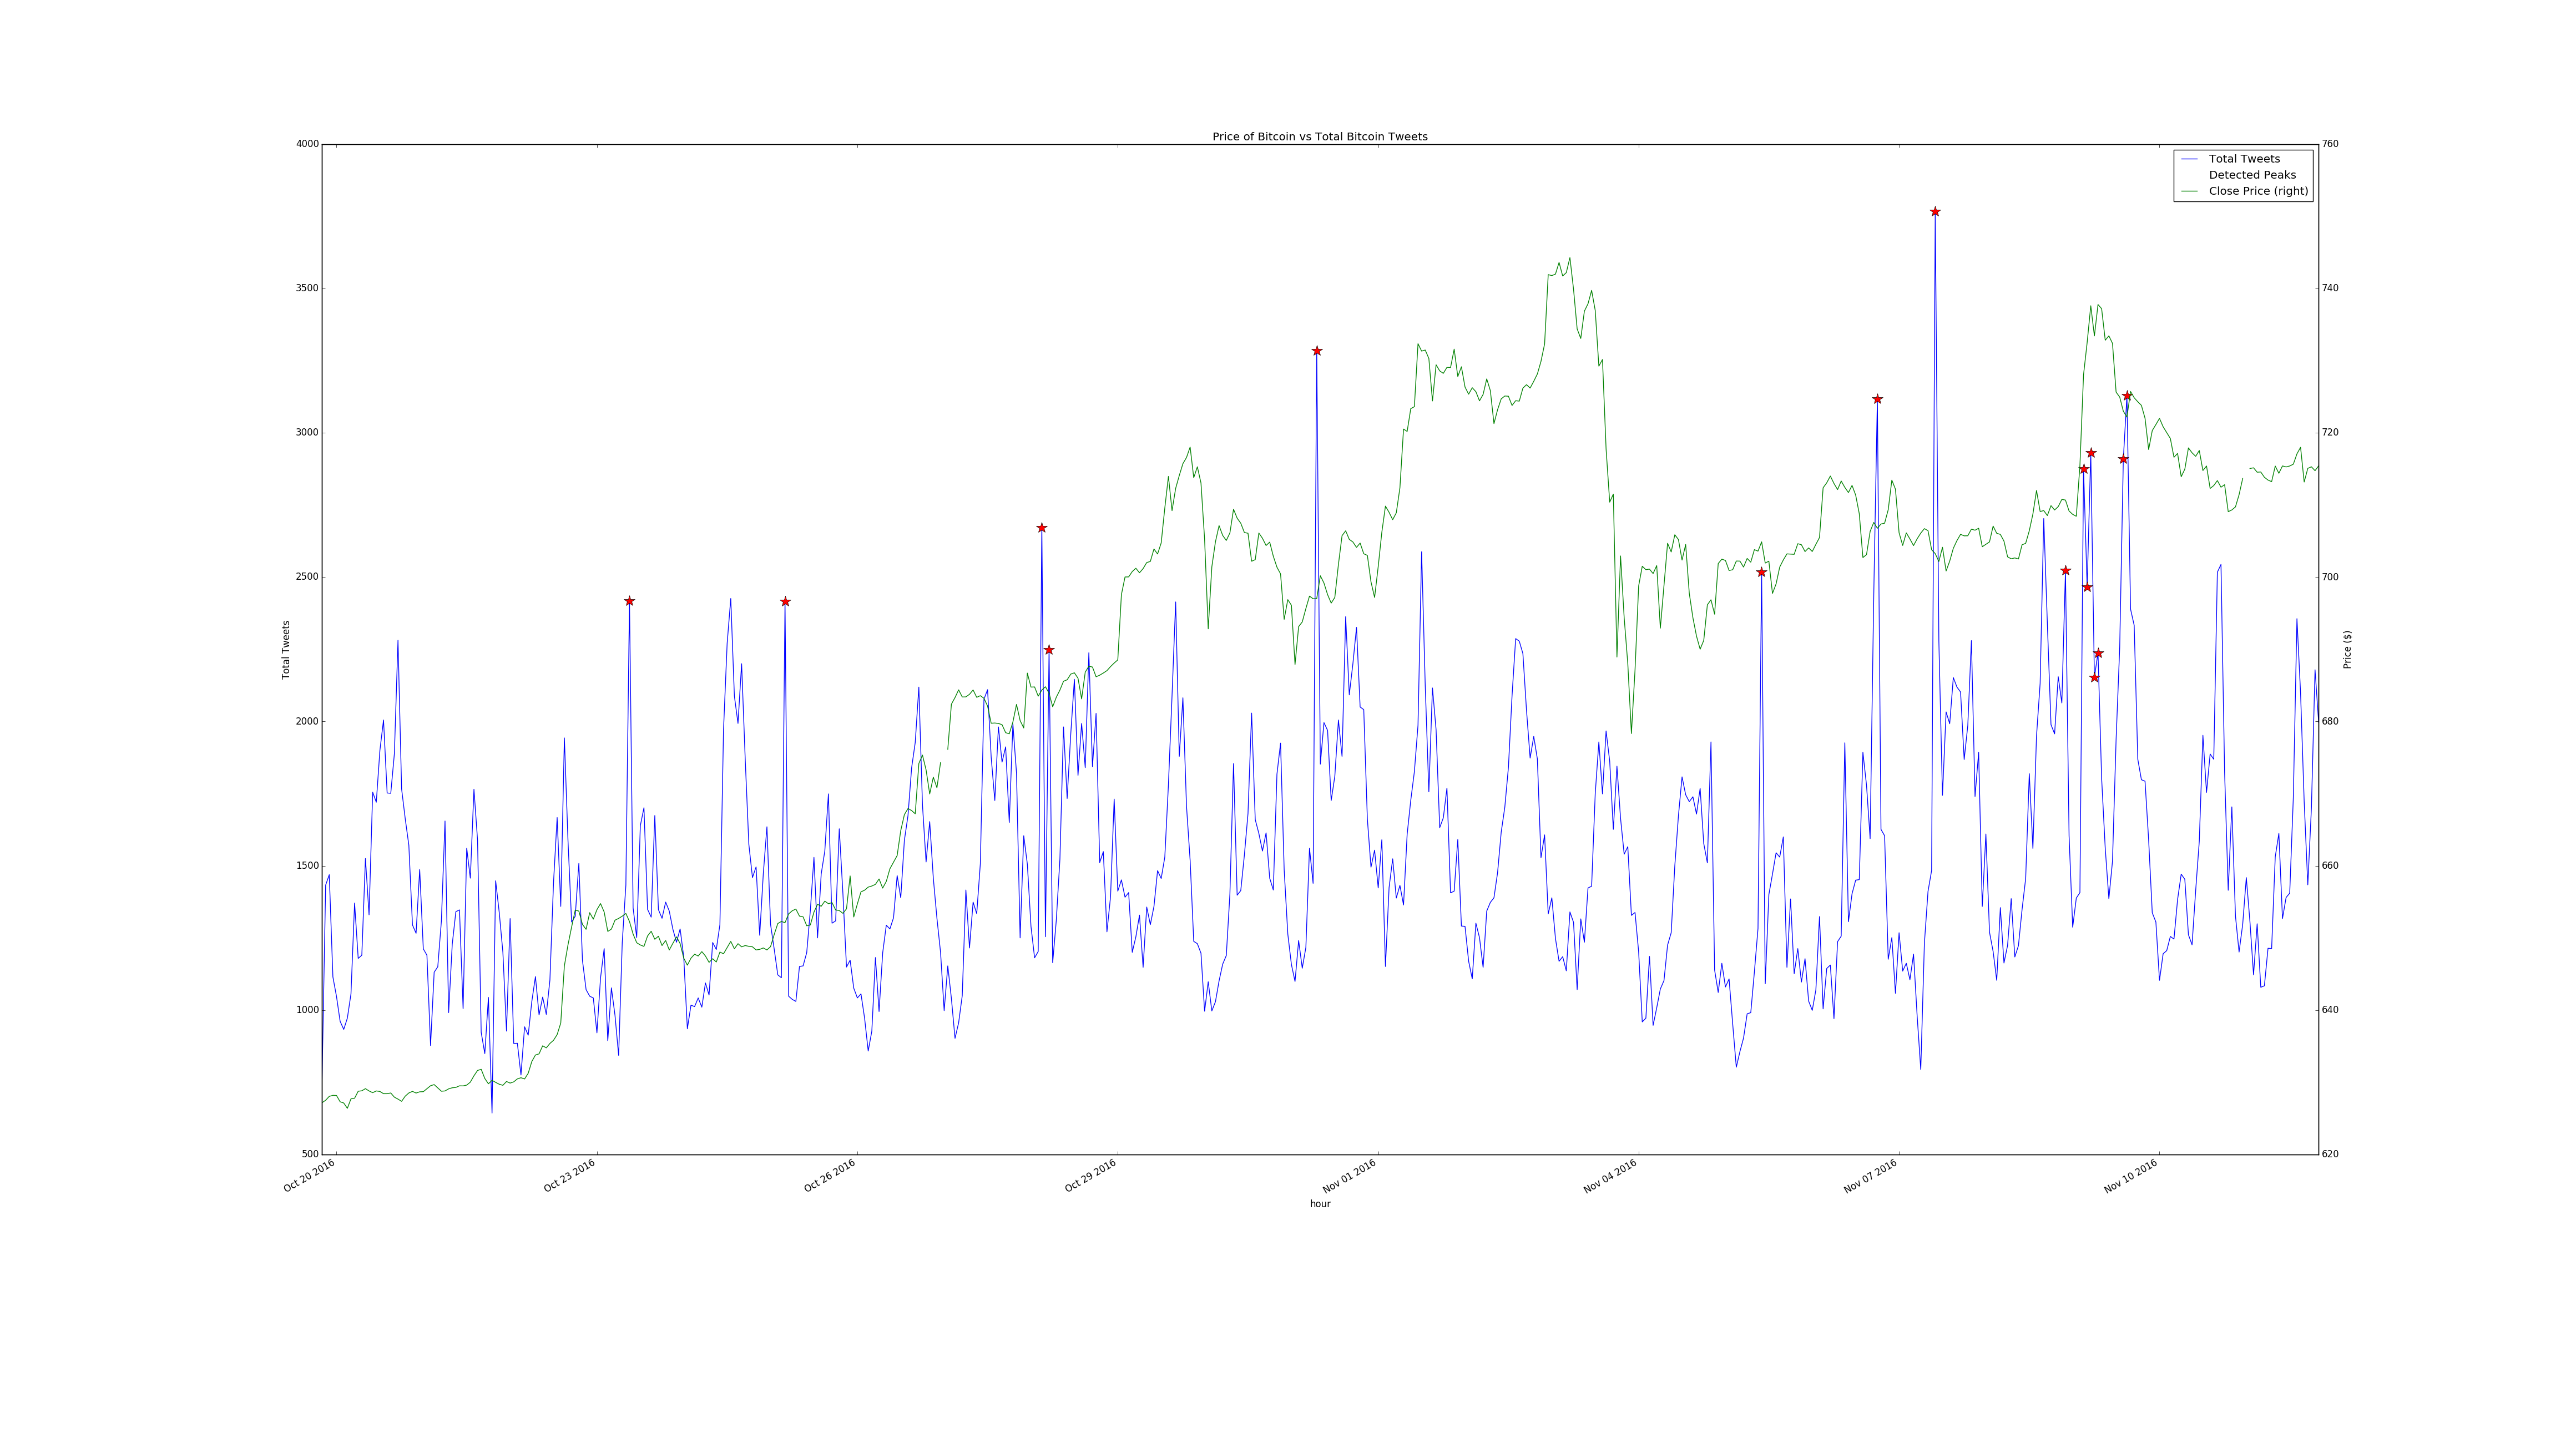 Price of Bitcoin vs Total Bitcoin Tweets
4000
3500
3000
2500
2000
1500
1000
500
Total Tweets
Total Tweets
Detected Peaks
Close Price (right)
760
740
720
700
680
660
640
620
Price ($)
Oct 20 2016
Oct 23 2016
Oct 26 2016
Oct 29 2016
Nov 01 2016
Nov 04 2016
Nov 07 2016
Nov 10 2016
hour